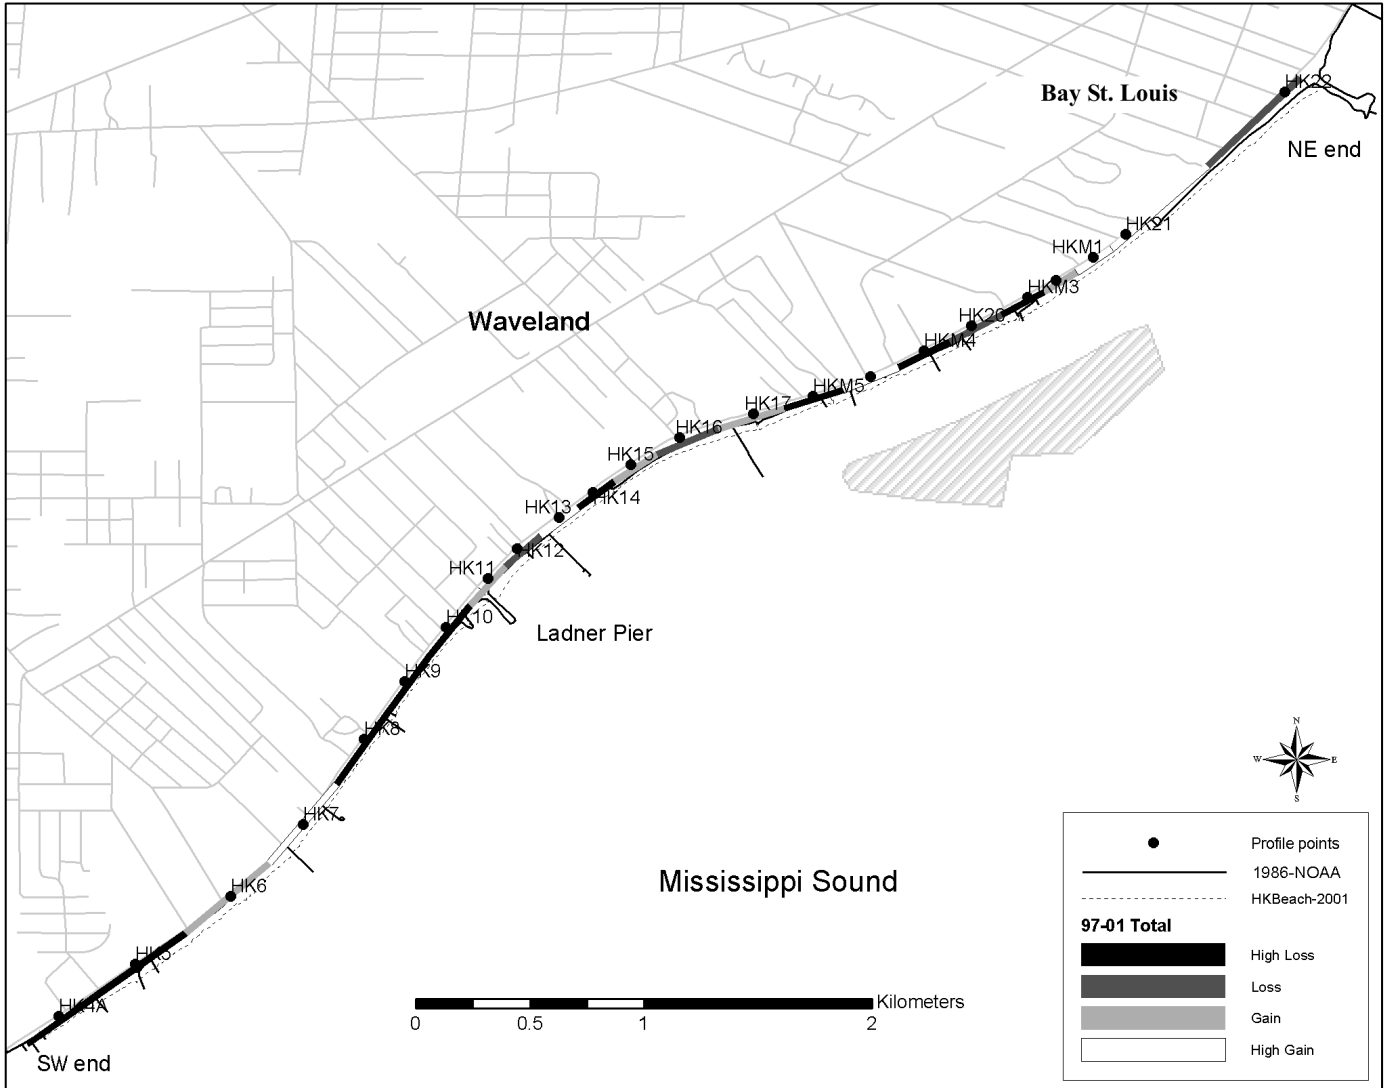 HK22
Bay St. Louis
NE end
HK21
HKM1
HKM3
HK20
Waveland
HKM4
HKM5
HK17
HK16
HK15
HK14
HK13
HK12
HK11
HK10
Ladner Pier
HK9
HK8
N
W
E
S
HK7
Profile points
1986-NOAA
Mississippi Sound
HK6
HKBeach-2001
97-01 Total
HK5
High Loss
Loss
HK4A
Kilometers
0
0.5
1
2
Gain
High Gain
SW end